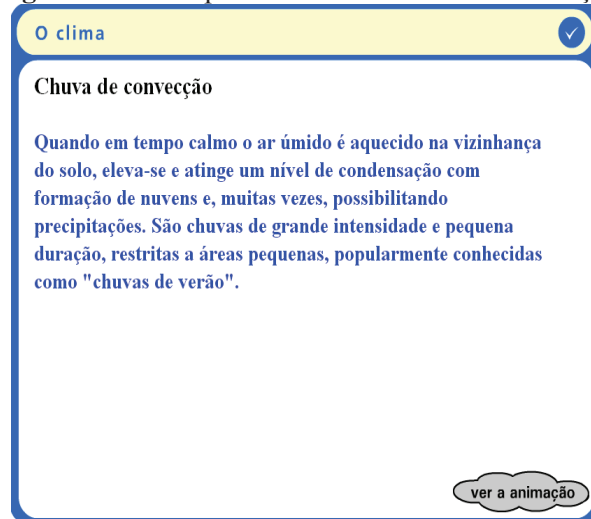 O clima
Chuva de convecção
Quando em tempo calmo o ar úmido é aquecido na vizinhança
do solo, eleva-se e atinge um nível de condensação com
formação de nuvens e, muitas vezes, possibilitando
precipitações. São chuvas de grande intensidade e pequena
duração, restritas a áreas pequenas, popularmente conhecidas
como "chuvas de verão".
ver a animação